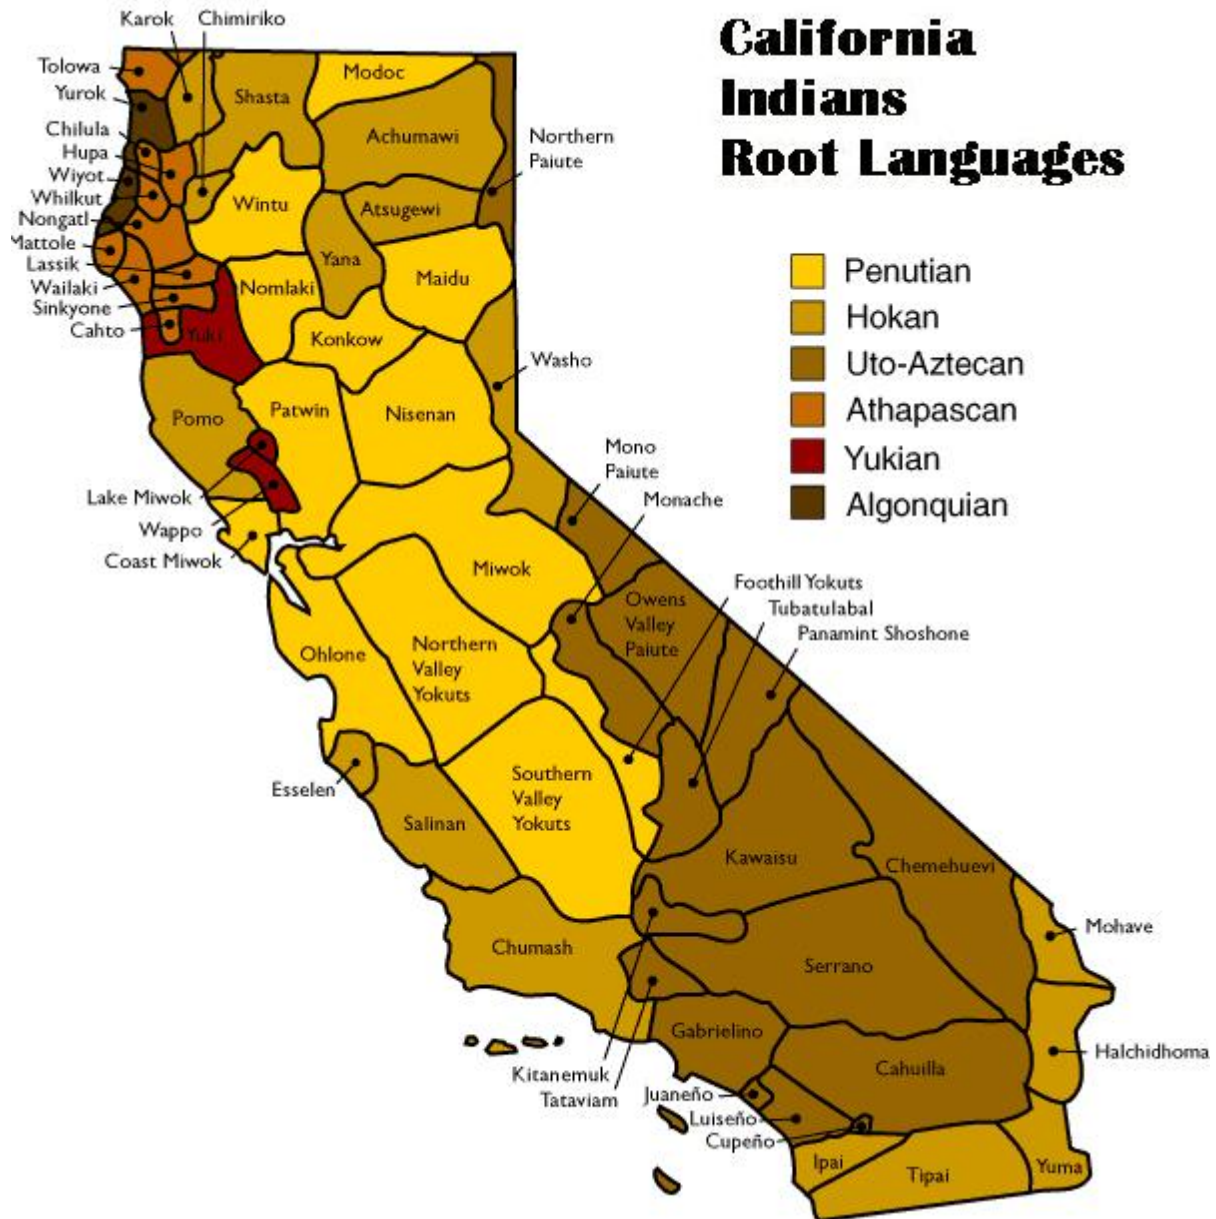 California
Indians
Root Languages
Penutian
Hokan
Uto-Aztecan
Athapascan
Yukian
Algonquian
Karok
Chimiriko
Tolowa
Yurok
Chilula
Hupa
Wiyot
Whilkut
Nongatl
Mattole
Lassik
Wailaki
Sinkyone
Cahto
Modoc
Shasta
Achumawi
Northern
Paiute
Wintu
Atsugewi
Yana
Maidu
Nomlaki
Yuki
Konkow
Washo
Pomo
Patwin
Nisenan
Lake Miwok
Wappo
Coast Miwok
Mono
Paiute
Monache
Miwok
Foothill Yokuts
Tubatulabal
Panamint Shoshone
Owens
Valley
Paiute
Ohlone
Northern
Valley
Yokuts
Esselen
Southern
Valley
Yokuts
Salinan
Kawaisu
Chemehuevi
Chumash
Mohave
Serrano
Gabrielino
Halchidhoma
Cahuilla
Kitanemuk
Tataviam
Juaneño
Luiseño
Cupeño
Ipai
Tipai
Yuma